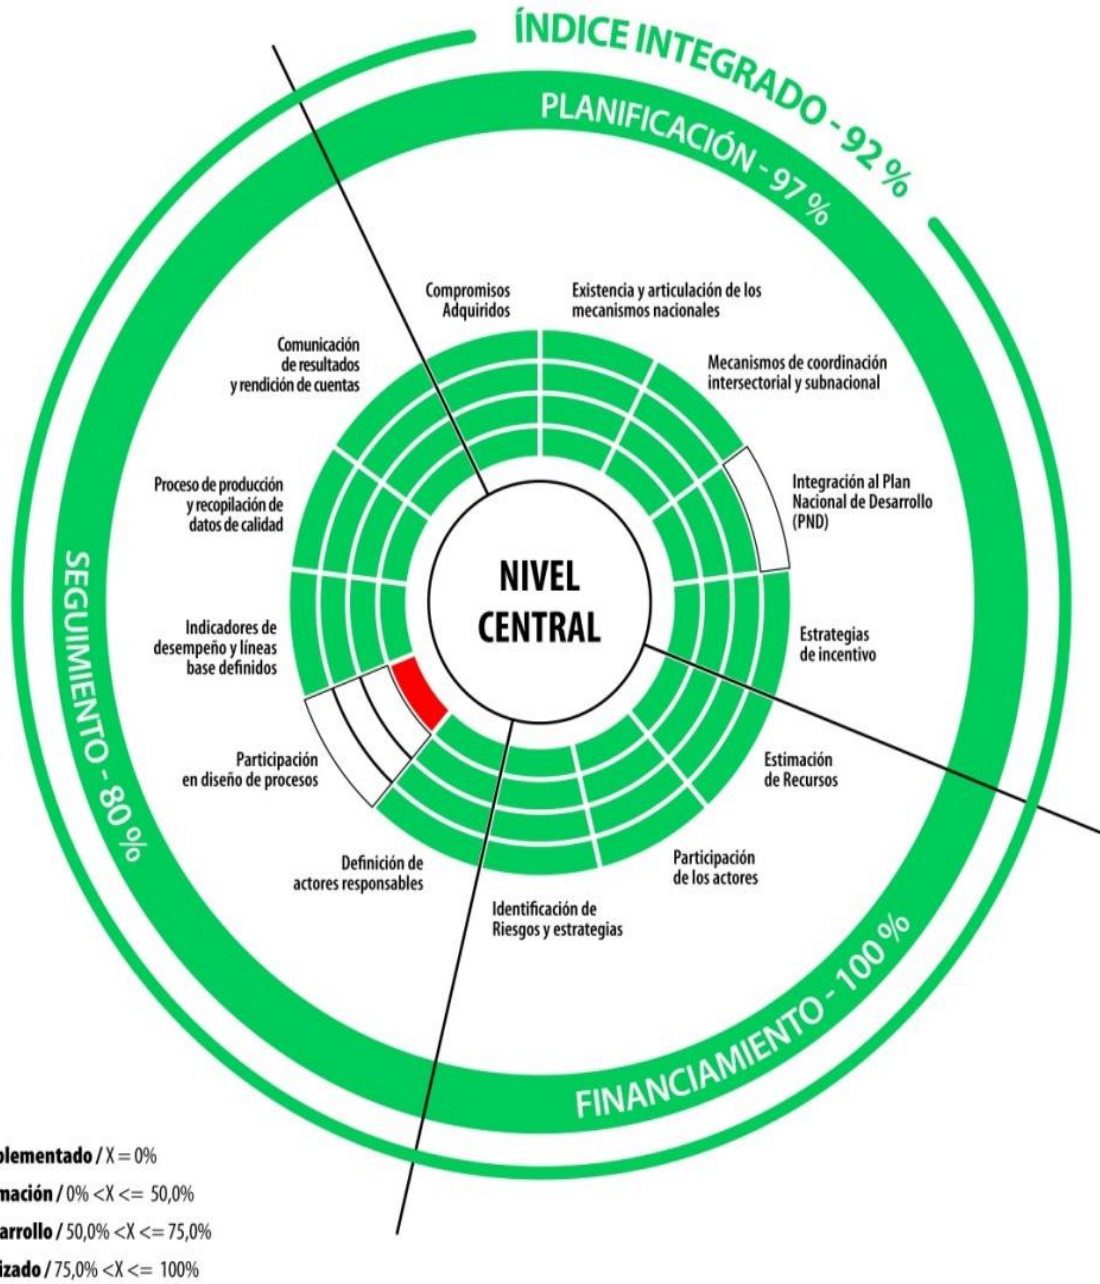 ÍNDICE INTEGRADO - 92 %
PLANIFICACIÓN - 97 %
Compromisos
Adquiridos
Existencia y articulación de los
mecanismos nacionales
Mecanismos de coordinación
intersectorial y subnacional
Integración al Plan
Nacional de Desarrollo
(PND)
Estrategias
de incentivo
Estimación
de Recursos
Participación
de los actores
Identificación de
Riesgos y estrategias
Definición de
actores responsables
Participación
en diseño de procesos
Indicadores de
desempeño y líneas
base definidos
Proceso de producción
y recopilación de
datos de calidad
Comunicación
de resultados
y rendición de cuentas
NIVEL
CENTRAL
SEGUIMIENTO - 80 %
FINANCIAMIENTO - 100 %
plementado / X = 0%
mación / 0% <X <= 50,0%
arrollo / 50,0% <X <= 75,0%
izado / 75,0% <X <= 100%